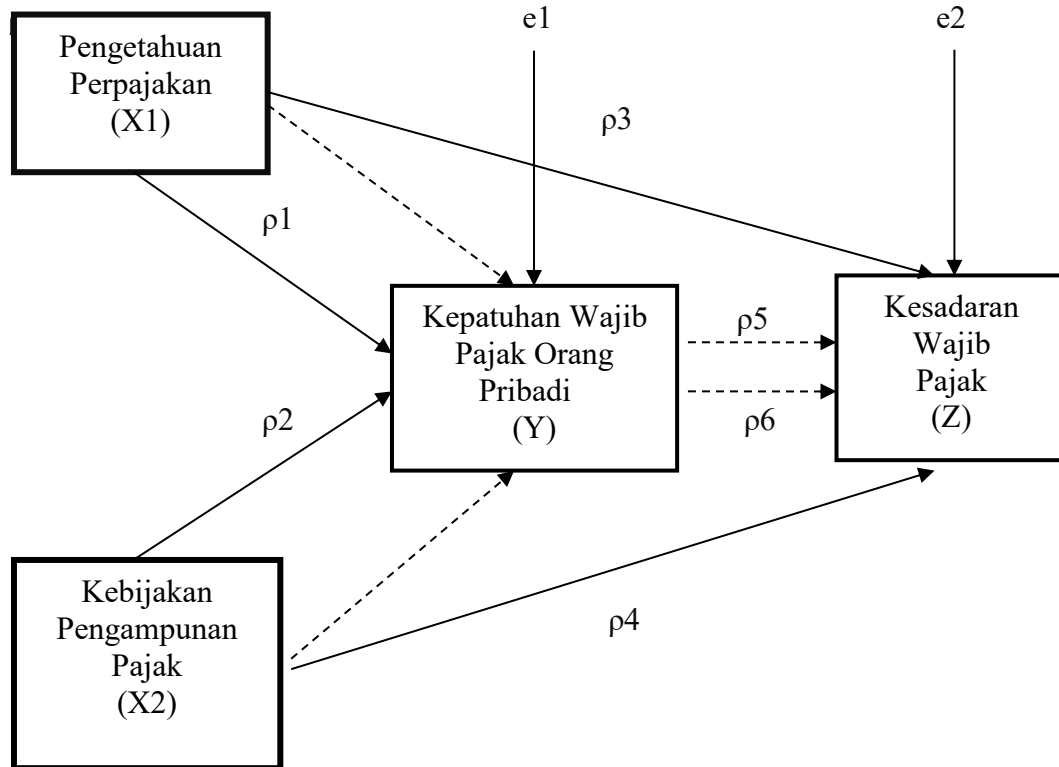 e1
e2
Pengetahuan
Perpajakan
(X1)
ρ3
ρ1
Kepatuhan Wajib
Pajak Orang
Pribadi
(Y)
ρ5
Kesadaran
Wajib
Pajak
(Z)
ρ2
ρ6
Kebijakan
Pengampunan
Pajak
(X2)
ρ4